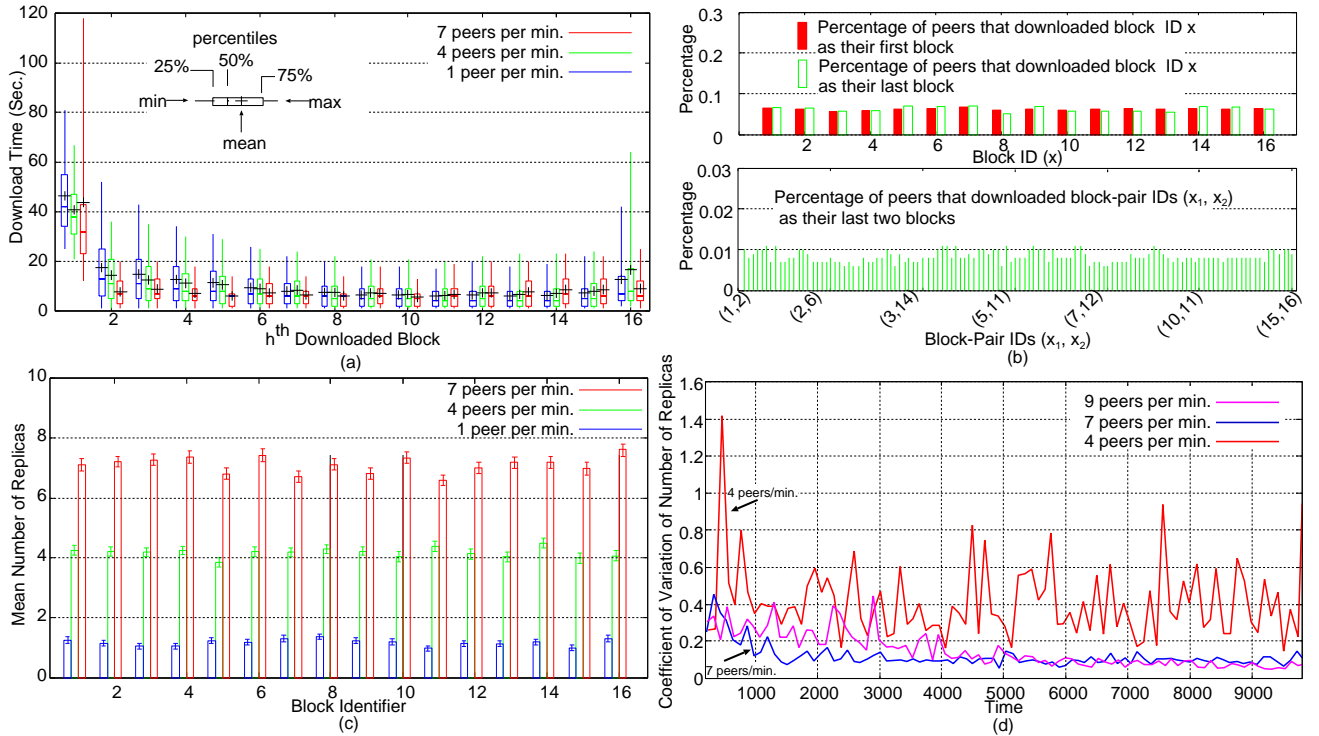 120
100
80
60
40
20
0
Download Time (Sec.)
percentiles
25%
50%
75%
min
max
mean
7 peers per min.
4 peers per min.
1 peer per min.
2 4 6 8 10 12 14 16
h^th Downloaded Block
(a)
0.3
0.2
0.1
0
Percentage
Percentage of peers that downloaded block ID x
as their first block
Percentage of peers that downloaded block ID x
as their last block
2 4 6 8 10 12 14 16
Block ID (x)
0.03
0.02
0.01
0
Percentage
Percentage of peers that downloaded block-pair IDs (x₁, x₂)
as their last two blocks
(1,2) (2,6) (3,14) (5,11) (7,12) (10,11) (15,16)
Block-Pair IDs (x₁, x₂)
(b)
10
8
6
4
2
0
Mean Number of Replicas
7 peers per min.
4 peers per min.
1 peer per min.
2 4 6 8 10 12 14 16
Block Identifier
(c)
1.6
1.4
1.2
1
0.8
0.6
0.4
0.2
0
Coefficient of Variation of Number of Replicas
9 peers per min.
7 peers per min.
4 peers per min.
4 peers/min.
7 peers/min.
1000 2000 3000 4000 5000 6000 7000 8000 9000
Time
(d)